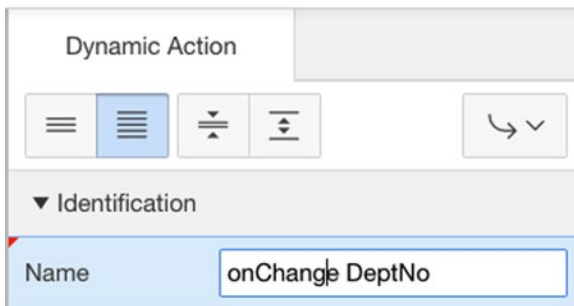 Dynamic Action
▼ Identification
Name onChange DeptNo